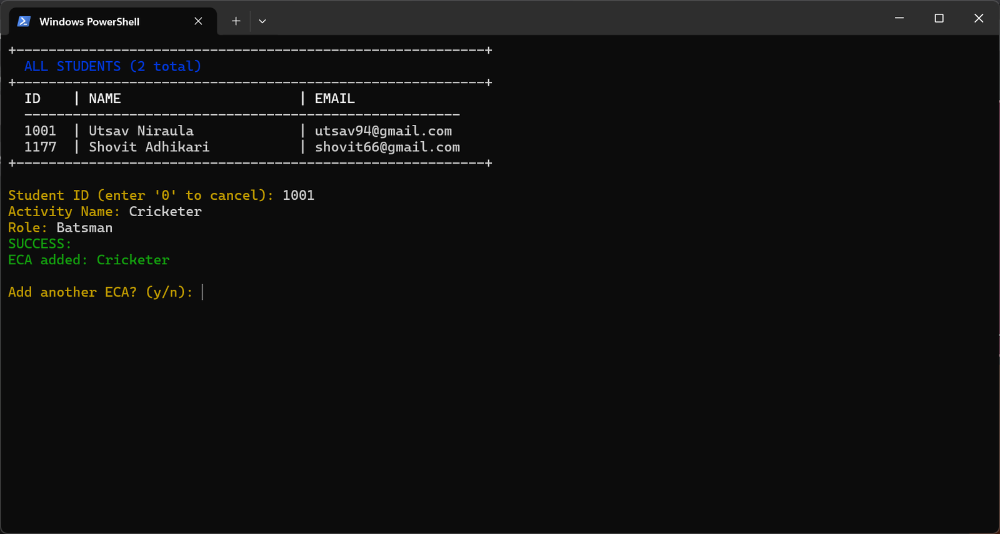 Windows PowerShell
+----------------------------------------------------------+
ALL STUDENTS (2 total)
+----------------------------------------------------------+
ID    | NAME                      | EMAIL
------------------------------------------------------
1001  | Utsav Niraula             | utsav94@gmail.com
1177  | Shovit Adhikari           | shovit66@gmail.com
+----------------------------------------------------------+
Student ID (enter '0' to cancel): 1001
Activity Name: Cricketer
Role: Batsman
SUCCESS:
ECA added: Cricketer
Add another ECA? (y/n):